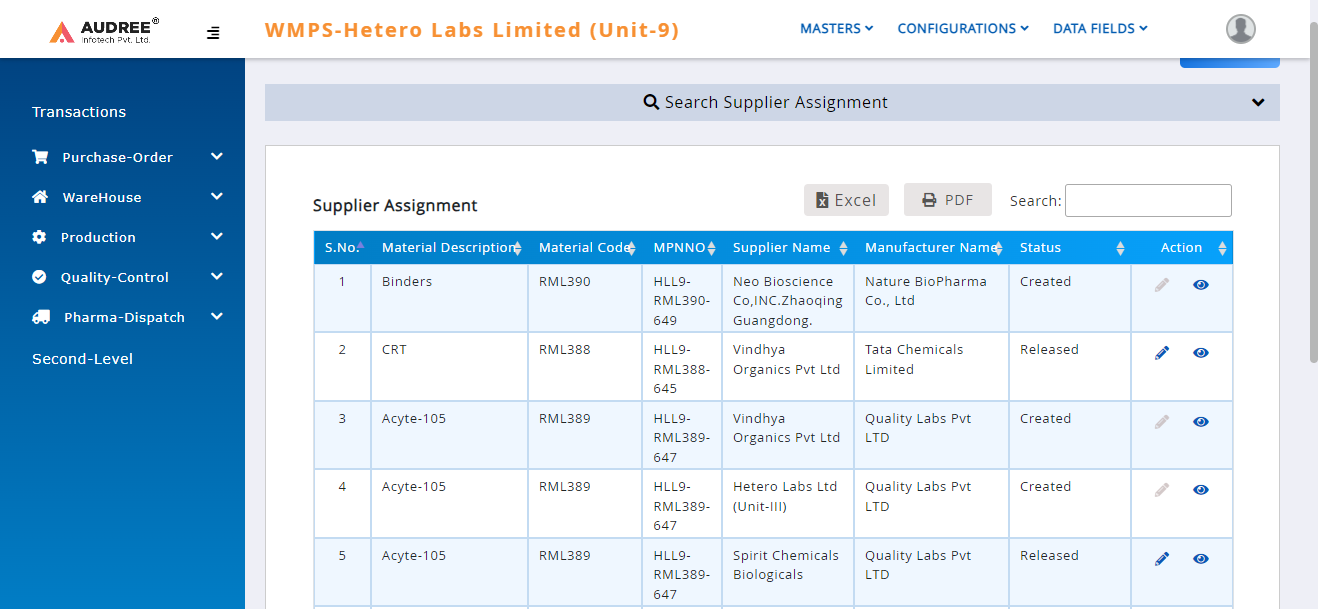 AUDREE®
Infotech Pvt. Ltd.
WMPS-Hetero Labs Limited (Unit-9)
MASTERS CONFIGURATIONS DATA FIELDS
Transactions
Purchase-Order
WareHouse
Production
Quality-Control
Pharma-Dispatch
Second-Level
Search Supplier Assignment
Supplier Assignment
Excel PDF Search:
S.No. Material Description Material Code MPNNO Supplier Name Manufacturer Name Status Action
1 Binders RML390 HLL9- Neo Bioscience Nature BioPharma Created
RML390- Co,INC.Zhaoqing Co., Ltd
649 Guangdong.
2 CRT RML388 HLL9- Vindhya Tata Chemicals Released
RML388- Organics Pvt Ltd Limited
645
3 Acyte-105 RML389 HLL9- Vindhya Quality Labs Pvt Created
RML389- Organics Pvt Ltd LTD
647
4 Acyte-105 RML389 HLL9- Hetero Labs Ltd Quality Labs Pvt Created
RML389- (Unit-III) LTD
647
5 Acyte-105 RML389 HLL9- Spirit Chemicals Quality Labs Pvt Released
RML389- Biologicals LTD
647